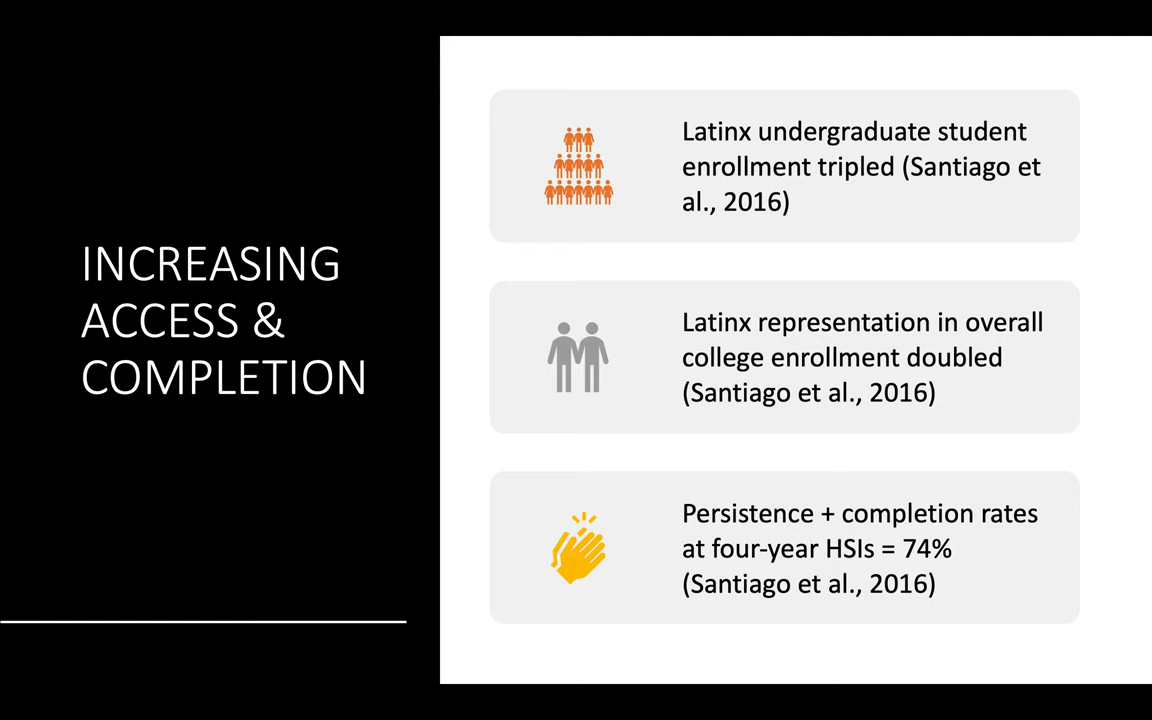 INCREASING
ACCESS &
COMPLETION
Latinx undergraduate student
enrollment tripled (Santiago et
al., 2016)
Latinx representation in overall
college enrollment doubled
(Santiago et al., 2016)
Persistence + completion rates
at four-year HSIs = 74%
(Santiago et al., 2016)